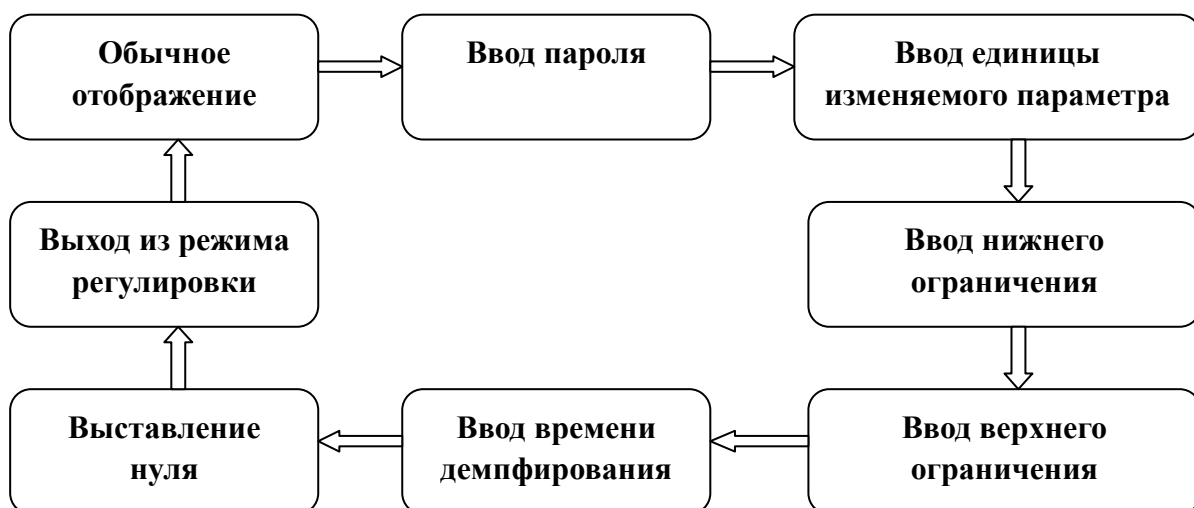 Обычное
отображение
Ввод пароля
Ввод единицы
изменяемого параметра
Выход из режима
регулировки
Ввод нижнего
ограничения
Выставление
нуля
Ввод времени
демпфирования
Ввод верхнего
ограничения